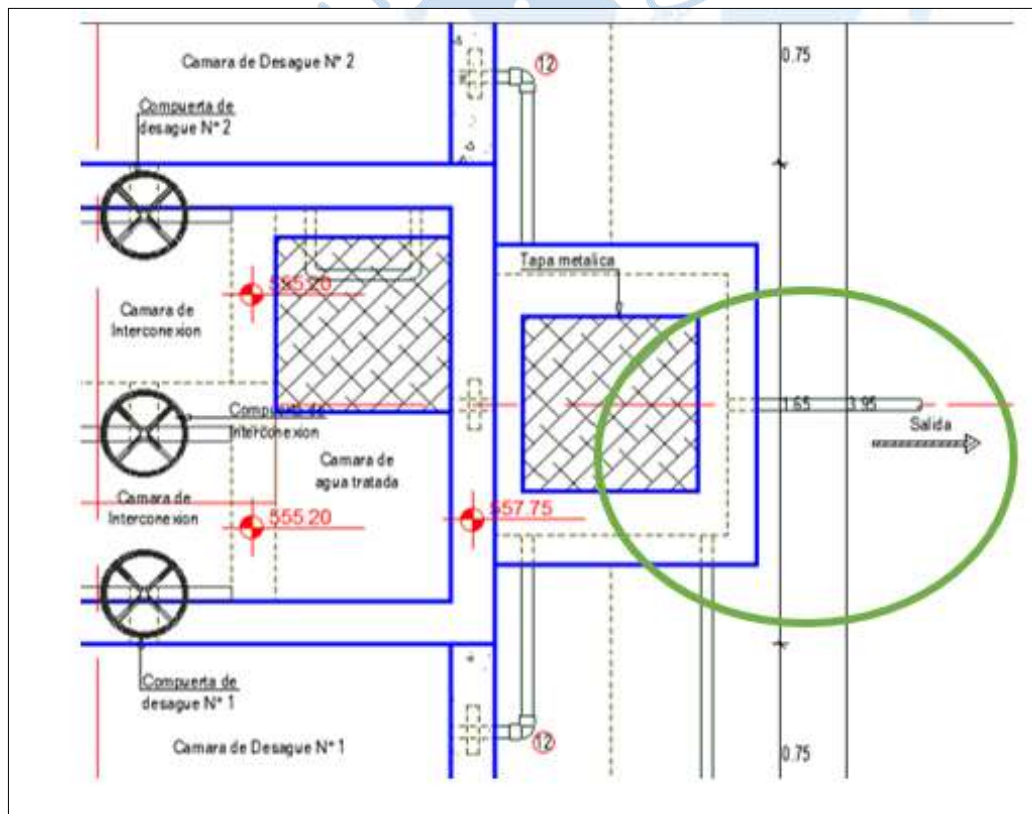 0.75
Camara de Desague N° 2
12
Compuerta de
desague N° 2
Tapa metalica
555.20
Camara de
Interconexion
Compuerta de
Interconexion
1.65
3.95
Salida
Camara de
agua tratada
Camara de
Interconexion
555.20
557.75
Compuerta de
desague N° 1
Camara de Desague N° 1
12
0.75